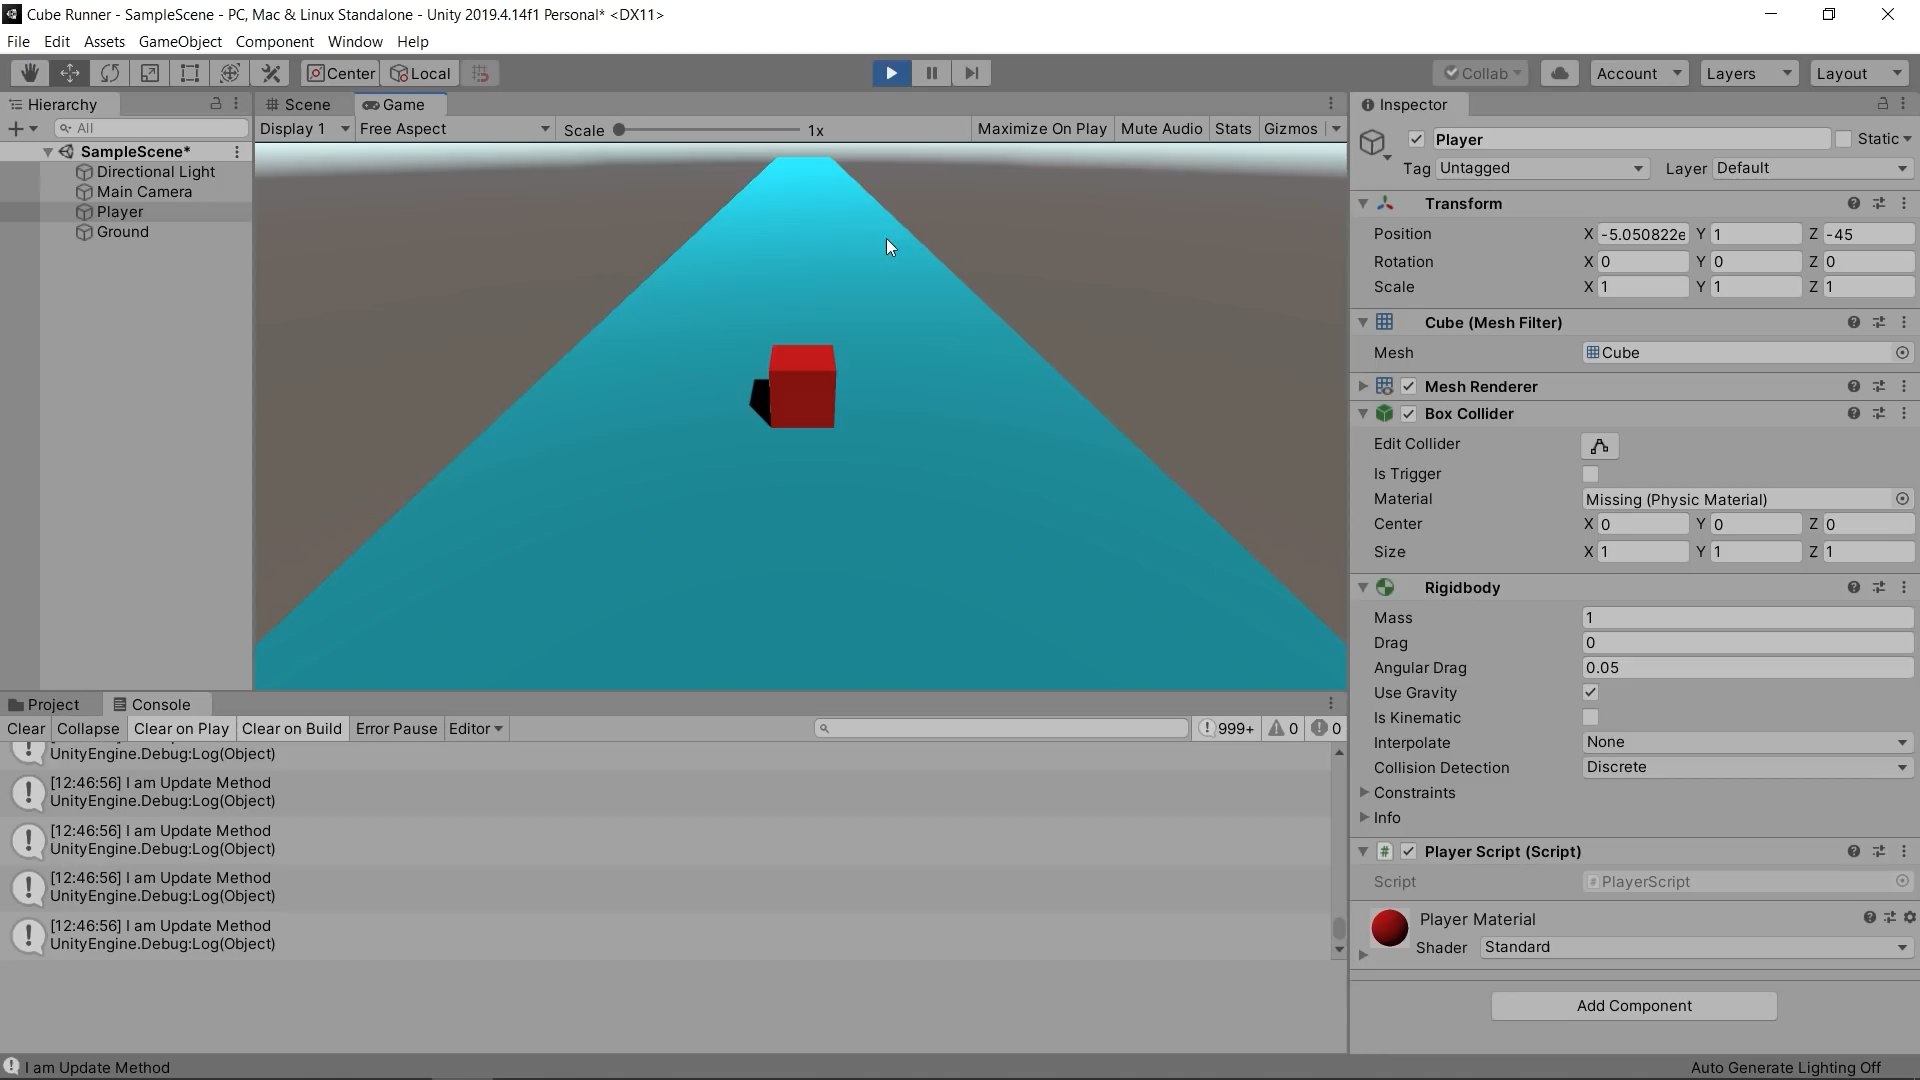 Cube Runner - SampleScene - PC, Mac & Linux Standalone - Unity 2019.4.14f1 Personal* <DX11>
File Edit Assets GameObject Component Window Help
Center Local Collab Account Layers Layout
Hierarchy
All
SampleScene*
Directional Light
Main Camera
Player
Ground
Scene Game
Display 1 Free Aspect Scale 1x Maximize On Play Mute Audio Stats Gizmos
Project Console
Clear Collapse Clear on Play Clear on Build Error Pause Editor 999+ 0 0
UnityEngine.Debug:Log(Object)
[12:46:56] I am Update Method
UnityEngine.Debug:Log(Object)
[12:46:56] I am Update Method
UnityEngine.Debug:Log(Object)
[12:46:56] I am Update Method
UnityEngine.Debug:Log(Object)
[12:46:56] I am Update Method
UnityEngine.Debug:Log(Object)
I am Update Method
Inspector
Player Static
Tag Untagged Layer Default
Transform
Position X -5.050822e Y 1 Z -45
Rotation X 0 Y 0 Z 0
Scale X 1 Y 1 Z 1
Cube (Mesh Filter)
Mesh Cube
Mesh Renderer
Box Collider
Edit Collider
Is Trigger
Material Missing (Physic Material)
Center X 0 Y 0 Z 0
Size X 1 Y 1 Z 1
Rigidbody
Mass 1
Drag 0
Angular Drag 0.05
Use Gravity
Is Kinematic
Interpolate None
Collision Detection Discrete
Constraints
Info
# Player Script (Script)
Script PlayerScript
Player Material
Shader Standard
Add Component
Auto Generate Lighting Off